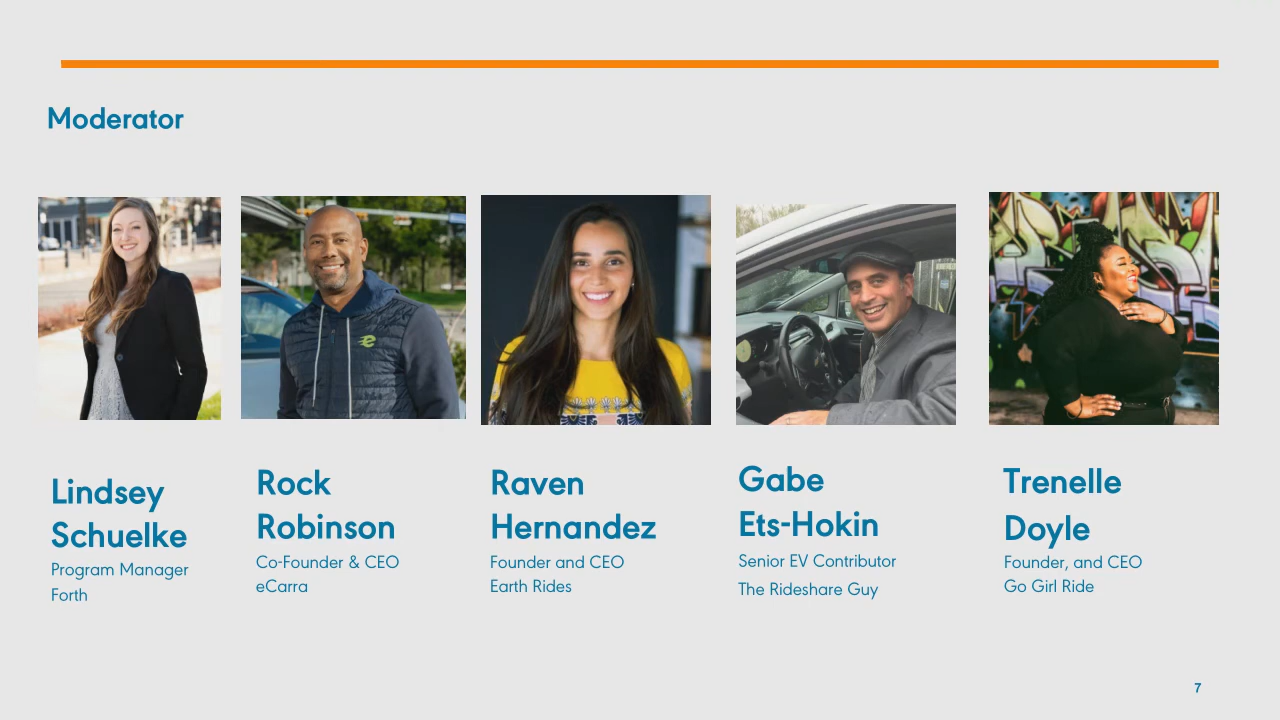 Moderator
Lindsey
Schuelke
Program Manager
Forth
Rock
Robinson
Co-Founder & CEO
eCarra
Raven
Hernandez
Founder and CEO
Earth Rides
Gabe
Ets-Hokin
Senior EV Contributor
The Rideshare Guy
Trenelle
Doyle
Founder, and CEO
Go Girl Ride
7